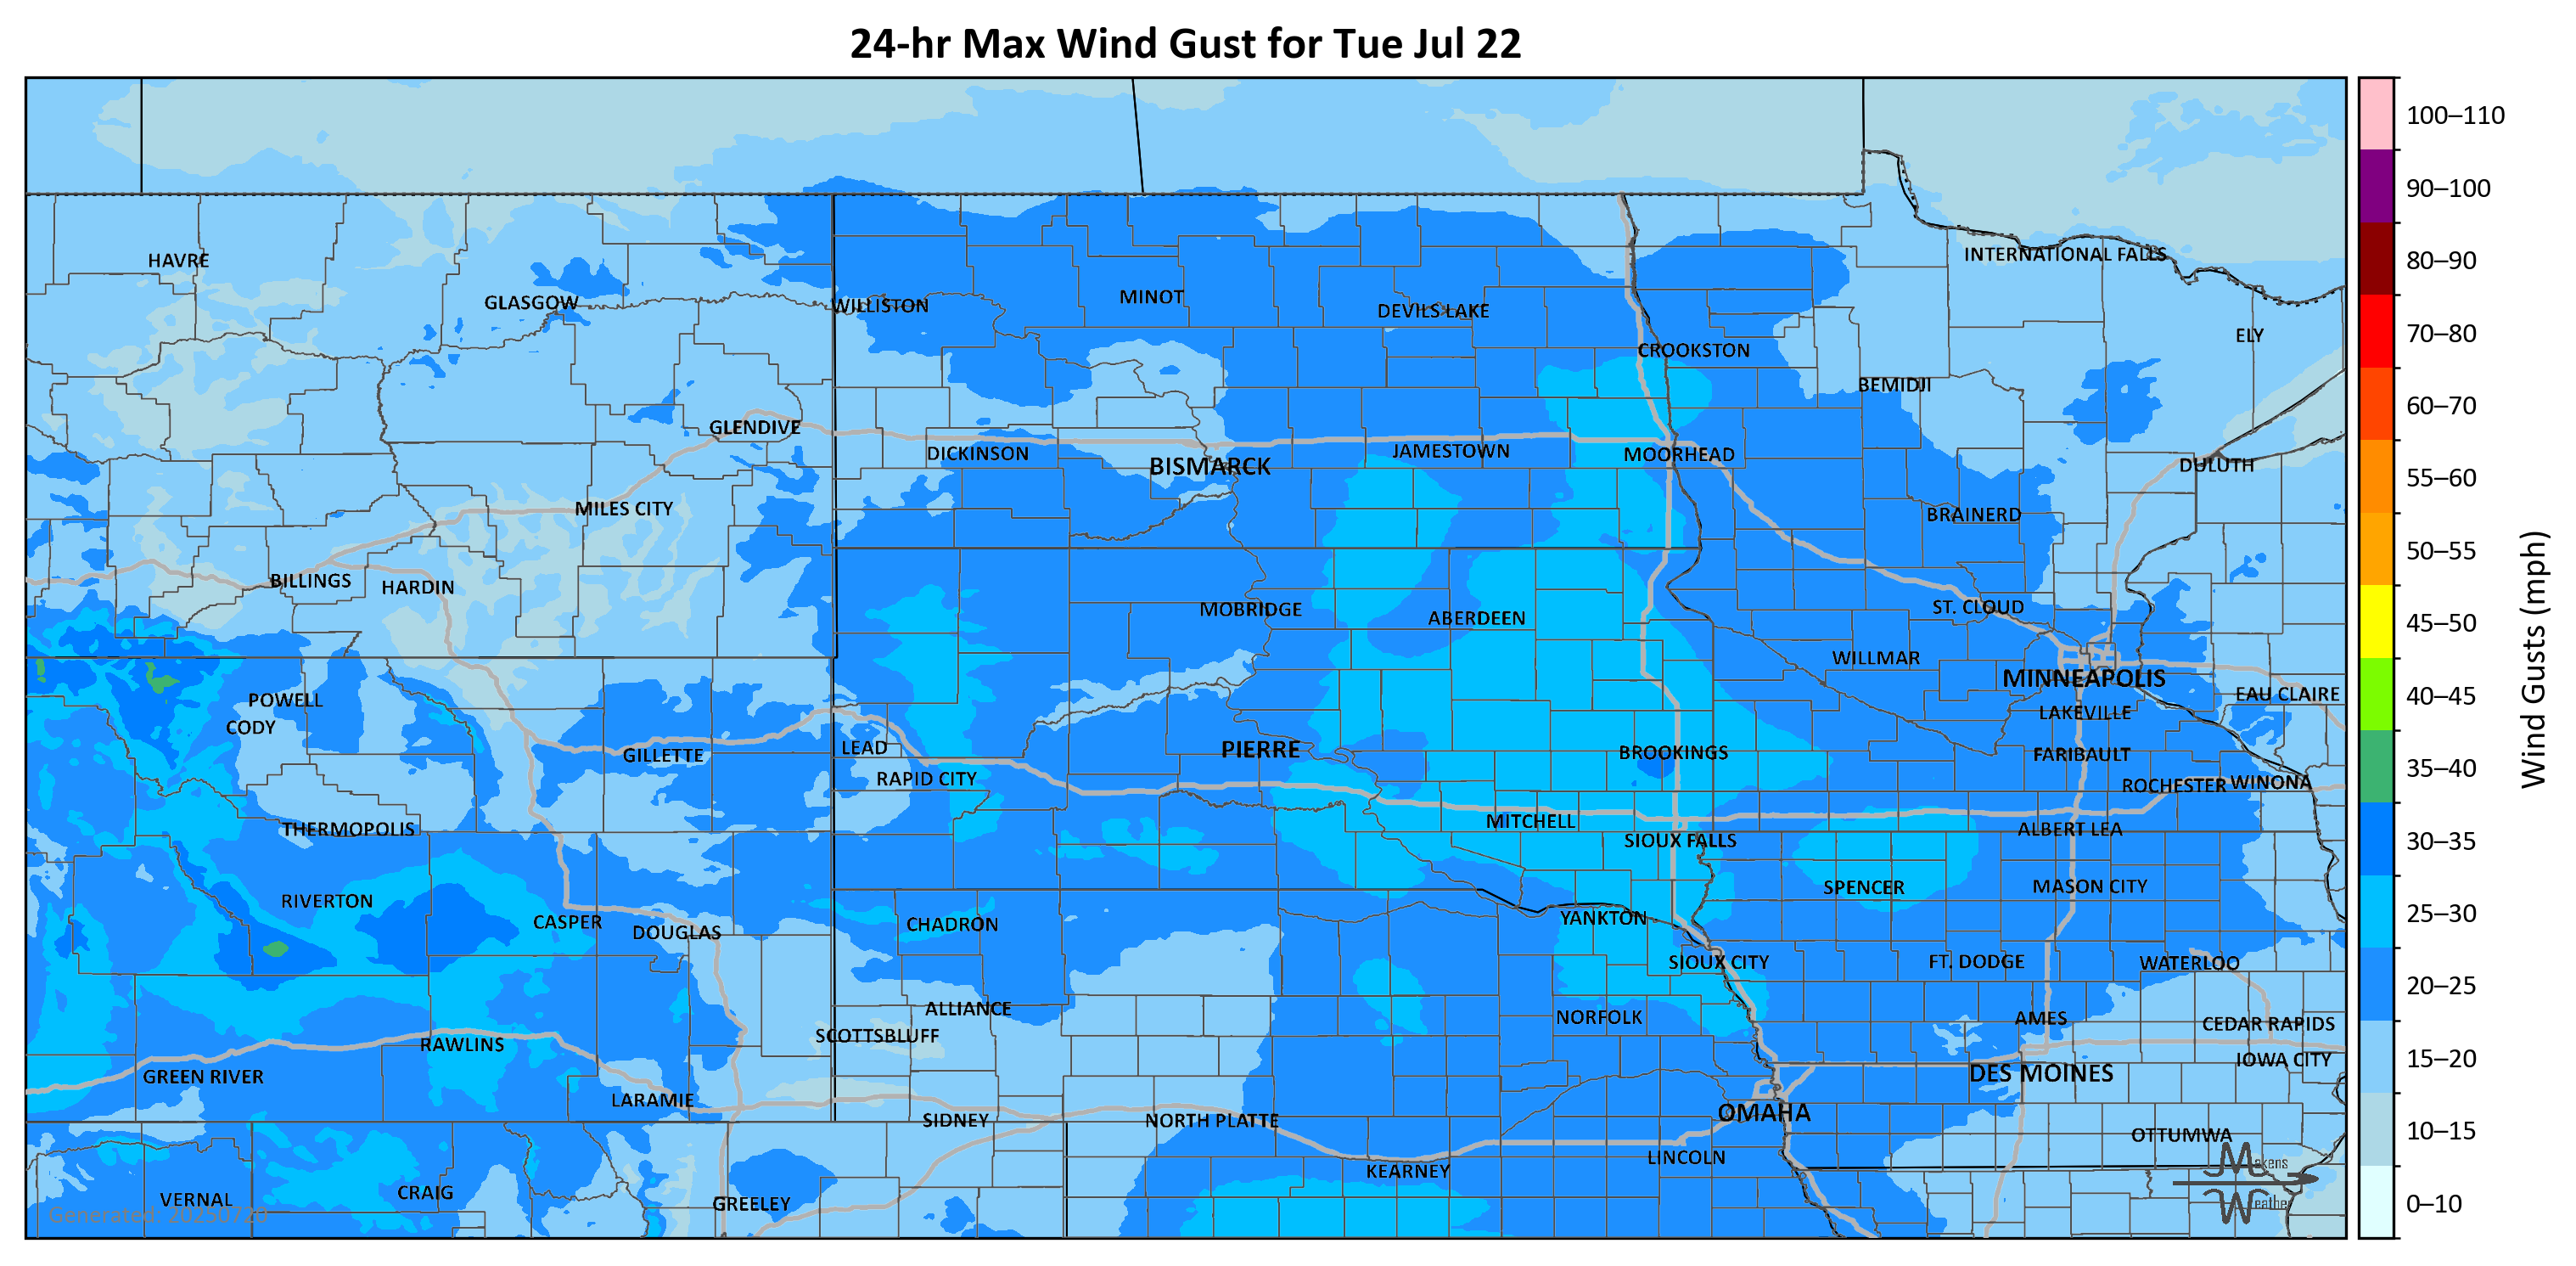 24-hr Max Wind Gust for Tue Jul 22
100–110
90–100
80–90
70–80
60–70
55–60
50–55
45–50
40–45
35–40
30–35
25–30
20–25
15–20
10–15
0–10
Wind Gusts (mph)
HAVRE
INTERNATIONAL FALLS
GLASGOW
WILLISTON
MINOT
DEVILS LAKE
ELY
CROOKSTON
BEMIDJI
GLENDIVE
DICKINSON
BISMARCK
JAMESTOWN
MOORHEAD
DULUTH
MILES CITY
BRAINERD
BILLINGS
HARDIN
MOBRIDGE
ABERDEEN
ST. CLOUD
WILLMAR
MINNEAPOLIS
POWELL
EAU CLAIRE
CODY
LAKEVILLE
GILLETTE
LEAD
PIERRE
BROOKINGS
FARIBAULT
RAPID CITY
ROCHESTER
WINONA
THERMOPOLIS
MITCHELL
SIOUX FALLS
ALBERT LEA
RIVERTON
SPENCER
MASON CITY
CASPER
DOUGLAS
CHADRON
YANKTON
SIOUX CITY
FT. DODGE
WATERLOO
ALLIANCE
NORFOLK
AMES
CEDAR RAPIDS
RAWLINS
SCOTTSBLUFF
IOWA CITY
GREEN RIVER
DES MOINES
LARAMIE
SIDNEY
NORTH PLATTE
OMAHA
OTTUMWA
KEARNEY
LINCOLN
VERNAL
CRAIG
GREELEY
Makens
Weather
Generated: 20250720